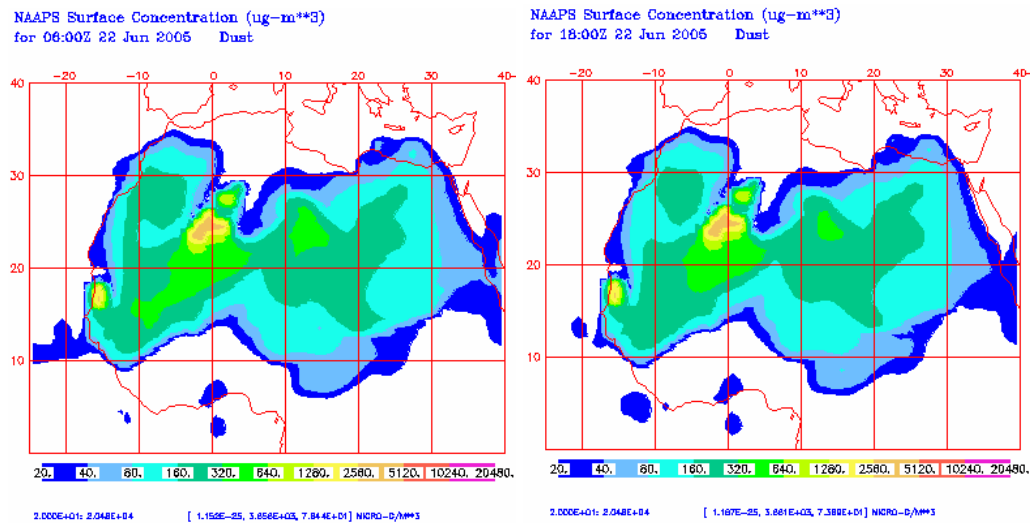 NAAPS Surface Concentration (ug-m**3)
for 06:00Z 22 Jun 2005 Dust
-20 -10 0 10 20 30 40-
40
30
20
10
20. 40. 80. 160. 320. 640. 1280. 2560. 5120. 10240. 20480.
2.000E+01: 2.048E+04 [ 1.152E-25, 3.656E+03, 7.844E+01] MICRO-G/M**3
NAAPS Surface Concentration (ug-m**3)
for 18:00Z 22 Jun 2005 Dust
-20 -10 0 10 20 30 40-
40
30
20
10
20. 40. 80. 160. 320. 640. 1280. 2560. 5120. 10240. 20480.
2.000E+01: 2.048E+04 [ 1.167E-25, 3.661E+03, 7.389E+01] MICRO-G/M**3